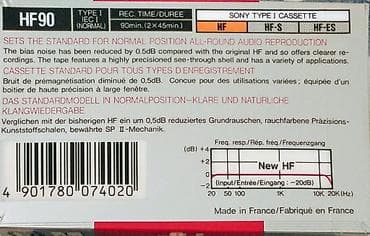 HF90
TYPE I
IEC I
(NORMAL)
REC. TIME/DUREE
90min. (2 X 45min.)
SONY TYPE I CASSETTE
HF HF-S HF-ES
SETS THE STANDARD FOR NORMAL POSITION ALL-ROUND AUDIO REPRODUCTION
The bias noise has been reduced by 0.5dB compared with the original HF and so offers clearer re-
cordings. The tape features a highly precisioned see-through shell and has a variety of applications.
CASSETTE STANDARD POUR TOUS TYPES D'ENREGISTREMENT
Bruit de premagnétisation diminué de 0,5dB. Concue pour des utilisations variées; équipée d'un
boitier de haute précision à large fenêtre.
DAS STANDARDMODELL IN NORMALPOSITION—KLARE UND NATURLICHE
KLANGWIEDERGABE
Verglichen mit der bisherigen HF ein um 0,5dB reduziertes Grundrauschen, rauchfarbene Präzisions-
Kunststoffschalen, bewährte SP II-Mechanik.
4 901780 074020
Freq. resp./Rép. freq./Frequenzgang
(dB)
+4
+2
0
-2
-4
New HF
(Input/Entrée/Eingang : -20dB)
20 50 100 1K 10K 20K(Hz)
Made in France/Fabriqué en France